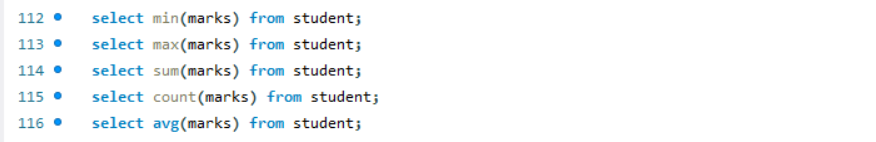 112 select min(marks) from student;
113 select max(marks) from student;
114 select sum(marks) from student;
115 select count(marks) from student;
116 select avg(marks) from student;